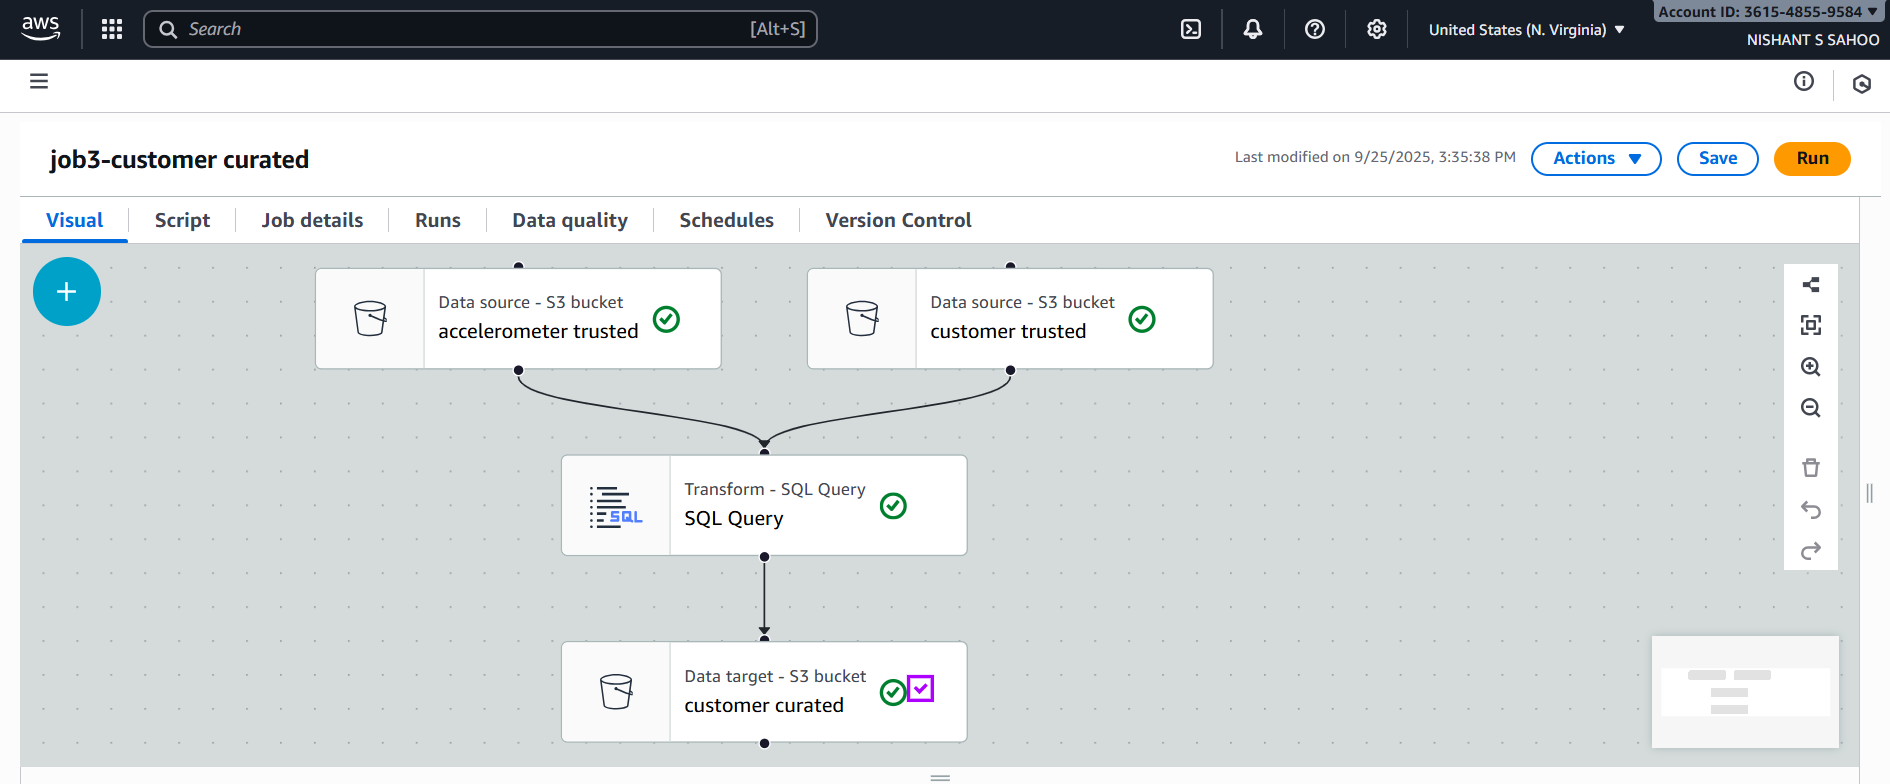 aws
Search [Alt+S]
United States (N. Virginia)
Account ID: 3615-4855-9584
NISHANT S SAHOO
job3-customer curated
Last modified on 9/25/2025, 3:35:38 PM
Actions
Save
Run
Visual
Script
Job details
Runs
Data quality
Schedules
Version Control
Data source - S3 bucket
accelerometer trusted
Data source - S3 bucket
customer trusted
Transform - SQL Query
SQL Query
SQL
Data target - S3 bucket
customer curated